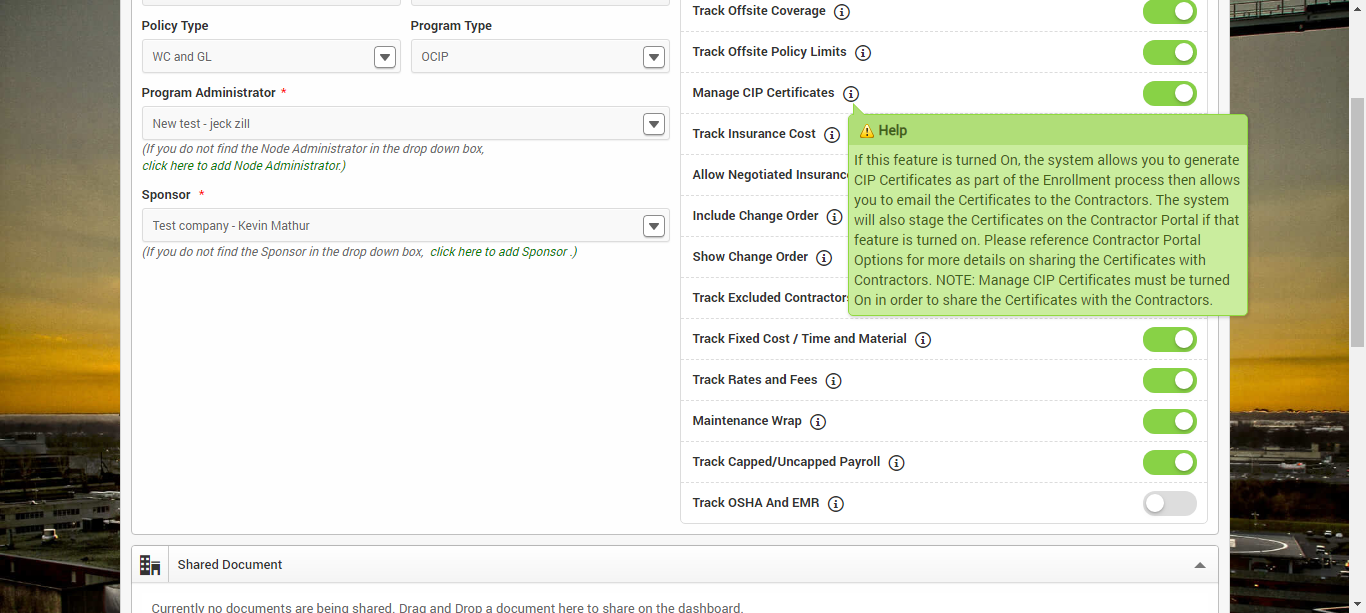 Policy Type
Program Type
WC and GL
OCIP
Program Administrator *
New test - jeck zill
(If you do not find the Node Administrator in the drop down box,
click here to add Node Administrator.)
Sponsor *
Test company - Kevin Mathur
(If you do not find the Sponsor in the drop down box, click here to add Sponsor .)
Track Offsite Coverage
Track Offsite Policy Limits
Manage CIP Certificates
Track Insurance Cost
Allow Negotiated Insurance
Include Change Order
Show Change Order
Track Excluded Contractors
Help
If this feature is turned On, the system allows you to generate
CIP Certificates as part of the Enrollment process then allows
you to email the Certificates to the Contractors. The system
will also stage the Certificates on the Contractor Portal if that
feature is turned on. Please reference Contractor Portal
Options for more details on sharing the Certificates with
Contractors. NOTE: Manage CIP Certificates must be turned
On in order to share the Certificates with the Contractors.
Track Fixed Cost / Time and Material
Track Rates and Fees
Maintenance Wrap
Track Capped/Uncapped Payroll
Track OSHA And EMR
Shared Document
Currently no documents are being shared. Drag and Drop a document here to share on the dashboard.